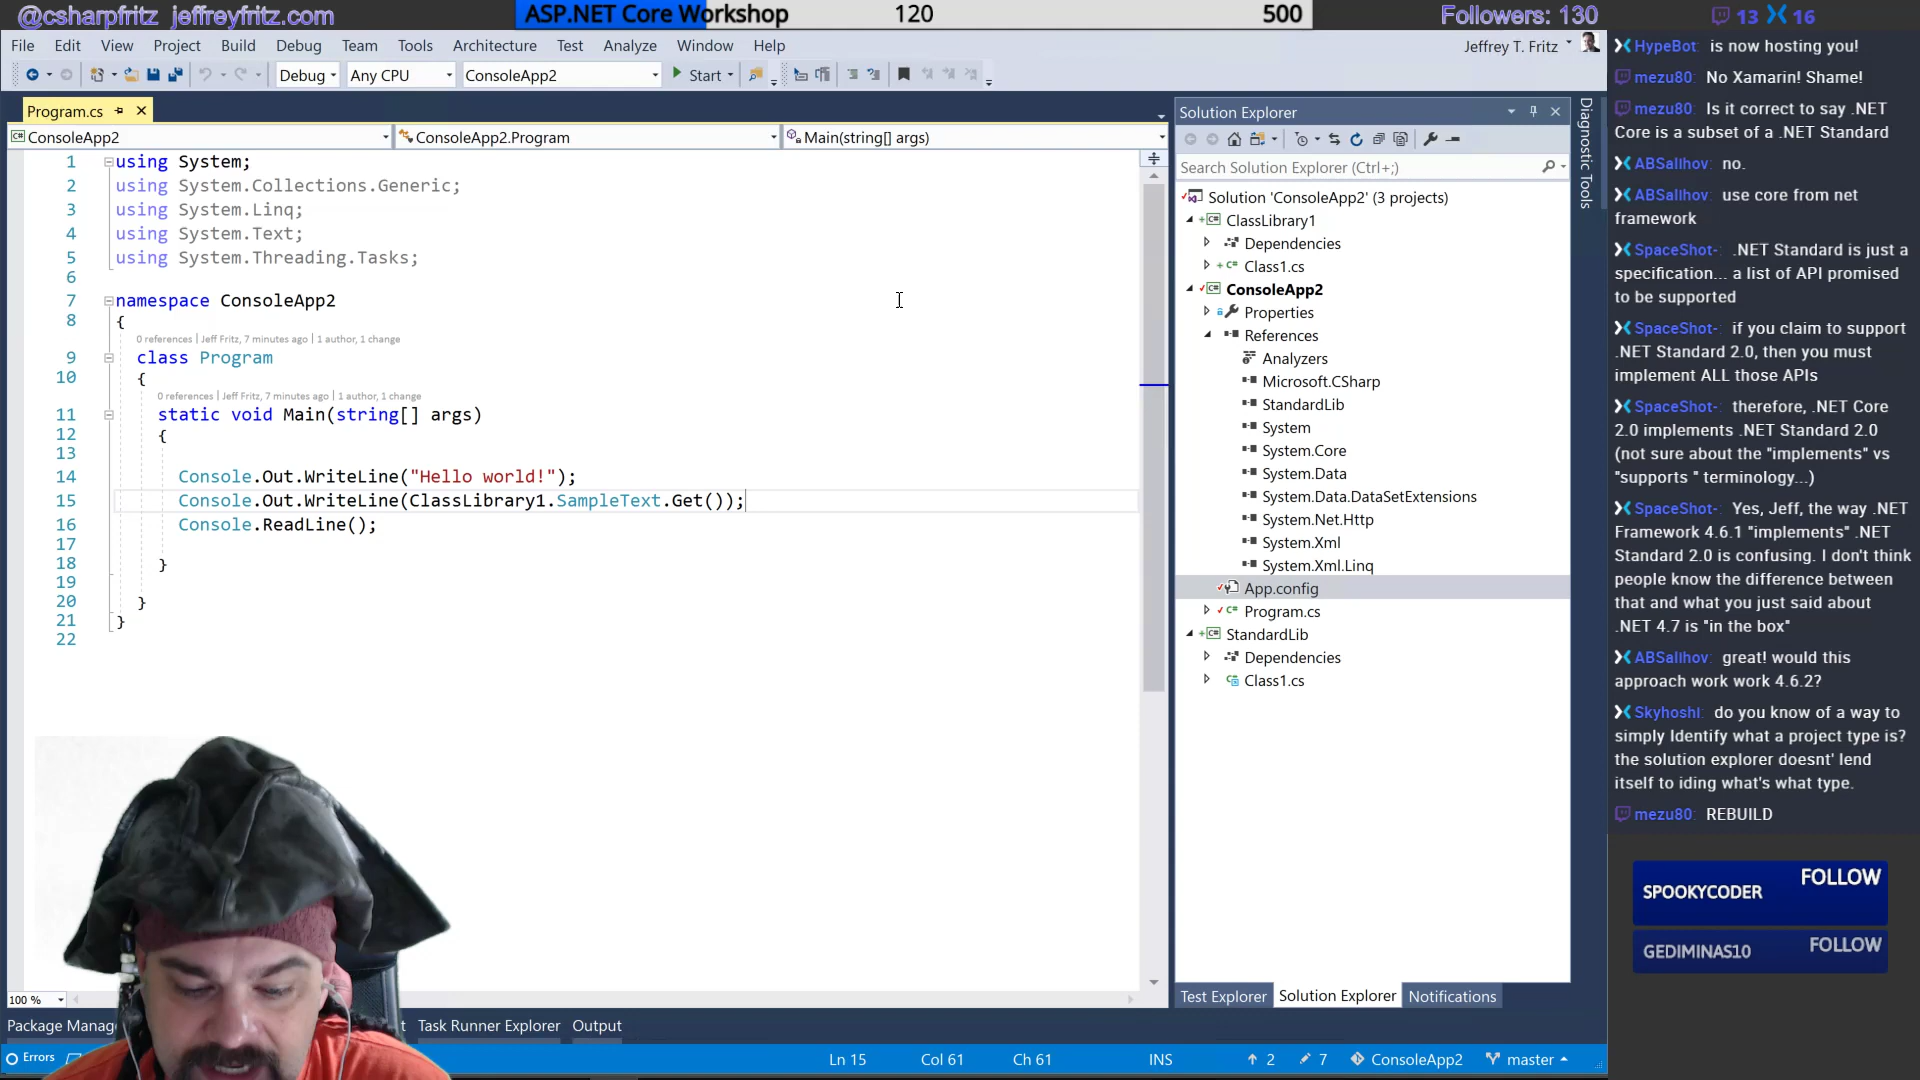 @csharpfritz jeffreyfritz.com
ASP.NET Core Workshop 120 500
Followers: 130
13 16
File Edit View Project Build Debug Team Tools Architecture Test Analyze Window Help
Jeffrey T. Fritz
Debug Any CPU ConsoleApp2 Start
Program.cs
ConsoleApp2 ConsoleApp2.Program Main(string[] args)
1 using System;
2 using System.Collections.Generic;
3 using System.Linq;
4 using System.Text;
5 using System.Threading.Tasks;
6
7 namespace ConsoleApp2
8 {
0 references | Jeff Fritz, 7 minutes ago | 1 author, 1 change
9 class Program
10 {
0 references | Jeff Fritz, 7 minutes ago | 1 author, 1 change
11 static void Main(string[] args)
12 {
13
14 Console.Out.WriteLine("Hello world!");
15 Console.Out.WriteLine(ClassLibrary1.SampleText.Get());
16 Console.ReadLine();
17
18 }
19
20 }
21 }
22
100 %
Solution Explorer
Search Solution Explorer (Ctrl+;)
Solution 'ConsoleApp2' (3 projects)
ClassLibrary1
Dependencies
Class1.cs
ConsoleApp2
Properties
References
Analyzers
Microsoft.CSharp
StandardLib
System
System.Core
System.Data
System.Data.DataSetExtensions
System.Net.Http
System.Xml
System.Xml.Linq
App.config
Program.cs
StandardLib
Dependencies
Class1.cs
Test Explorer Solution Explorer Notifications
Diagnostic Tools
Package Manag
Task Runner Explorer Output
Errors
Ln 15 Col 61 Ch 61 INS 2 7 ConsoleApp2 master
HypeBot: is now hosting you!
mezu80: No Xamarin! Shame!
mezu80: Is it correct to say .NET
Core is a subset of a .NET Standard
ABSalihov: no.
ABSalihov: use core from net
framework
SpaceShot-: .NET Standard is just a
specification... a list of API promised
to be supported
SpaceShot-: if you claim to support
.NET Standard 2.0, then you must
implement ALL those APIs
SpaceShot-: therefore, .NET Core
2.0 implements .NET Standard 2.0
(not sure about the "implements" vs
"supports " terminology...)
SpaceShot-: Yes, Jeff, the way .NET
Framework 4.6.1 "implements" .NET
Standard 2.0 is confusing. I don't think
people know the difference between
that and what you just said about
.NET 4.7 is "in the box"
ABSalihov: great! would this
approach work work 4.6.2?
Skyhoshi: do you know of a way to
simply Identify what a project type is?
the solution explorer doesnt' lend
itself to iding what's what type.
mezu80: REBUILD
SPOOKYCODER FOLLOW
GEDIMINAS10 FOLLOW